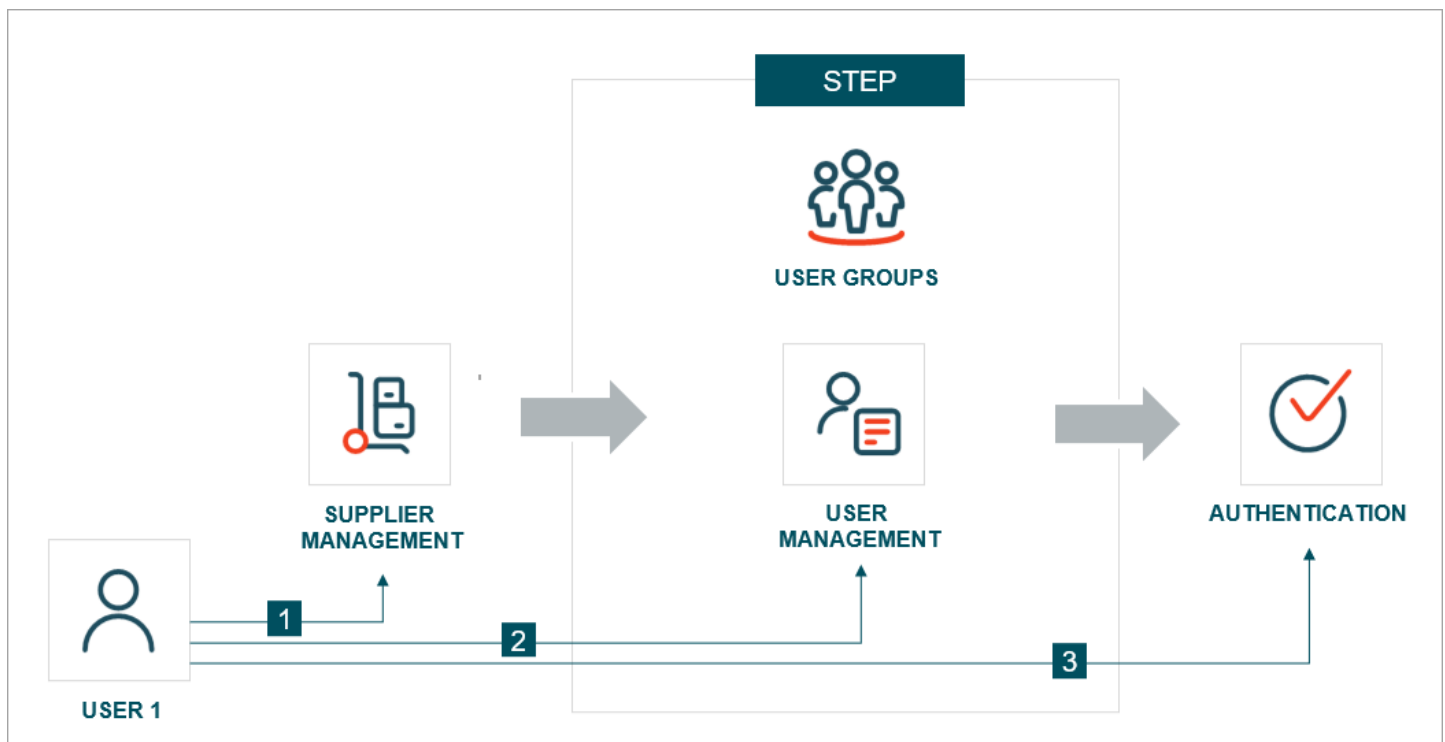 STEP
USER GROUPS
SUPPLIER
MANAGEMENT
USER
MANAGEMENT
AUTHENTICATION
1
2
3
USER 1